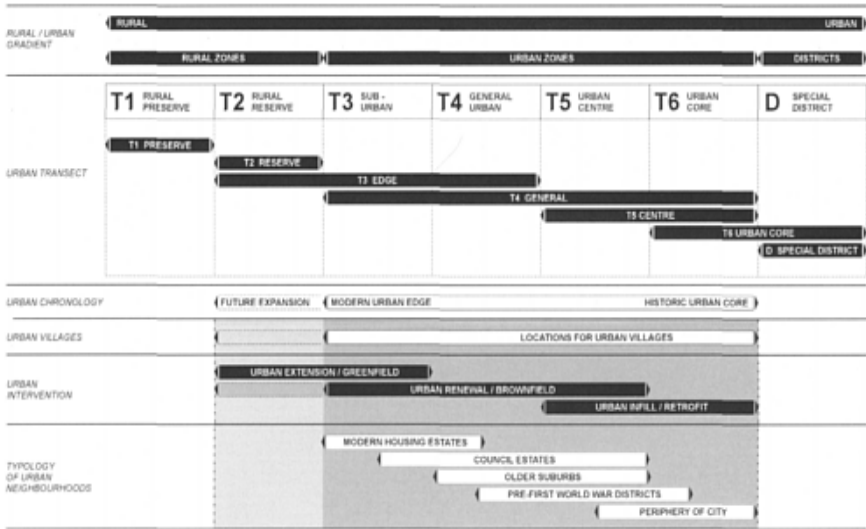 RURAL / URBAN
GRADIENT
RURAL URBAN
RURAL ZONES URBAN ZONES DISTRICTS
T1 RURAL PRESERVE T2 RURAL RESERVE T3 SUB-URBAN T4 GENERAL URBAN T5 URBAN CENTRE T6 URBAN CORE D SPECIAL DISTRICT
URBAN TRANSECT
T1 PRESERVE
T2 RESERVE
T3 EDGE
T4 GENERAL
T5 CENTRE
T6 URBAN CORE
D SPECIAL DISTRICT
URBAN CHRONOLOGY FUTURE EXPANSION MODERN URBAN EDGE HISTORIC URBAN CORE
URBAN VILLAGES LOCATIONS FOR URBAN VILLAGES
URBAN
INTERVENTION
URBAN EXTENSION / GREENFIELD
URBAN RENEWAL / BROWNFIELD
URBAN INFILL / RETROFIT
TYPOLOGY
OF URBAN
NEIGHBOURHOODS
MODERN HOUSING ESTATES
COUNCIL ESTATES
OLDER SUBURBS
PRE-FIRST WORLD WAR DISTRICTS
PERIPHERY OF CITY